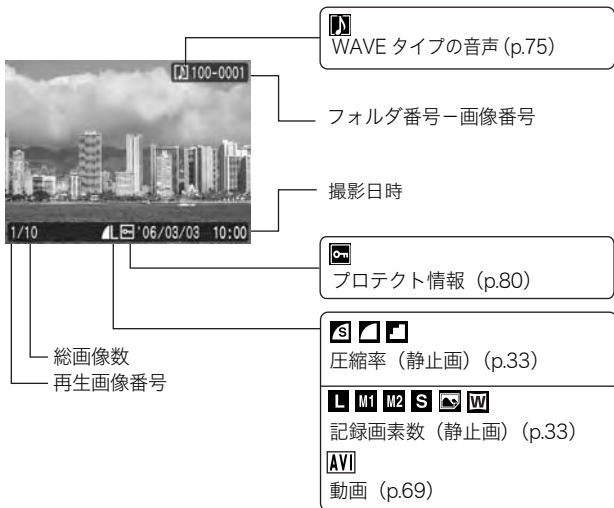 WAVE タイプの音声 (p.75)
100-0001
フォルダ番号－画像番号
撮影日時
1/10 L '06/03/03 10:00
プロテクト情報 (p.80)
S
圧縮率（静止画）(p.33)
総画像数
再生画像番号
L M1 M2 S W
記録画素数（静止画）(p.33)
AVI
動画 (p.69)